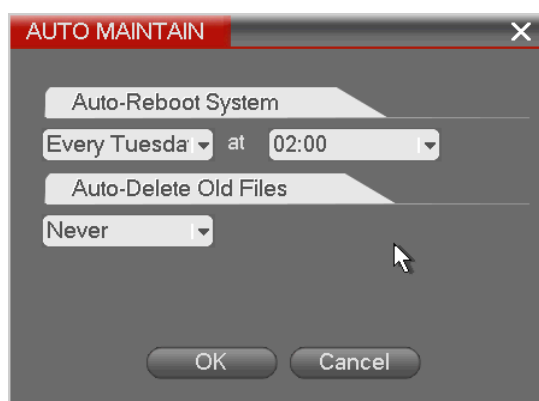 AUTO MAINTAIN
Auto-Reboot System
Every Tuesda at 02:00
Auto-Delete Old Files
Never
OK Cancel